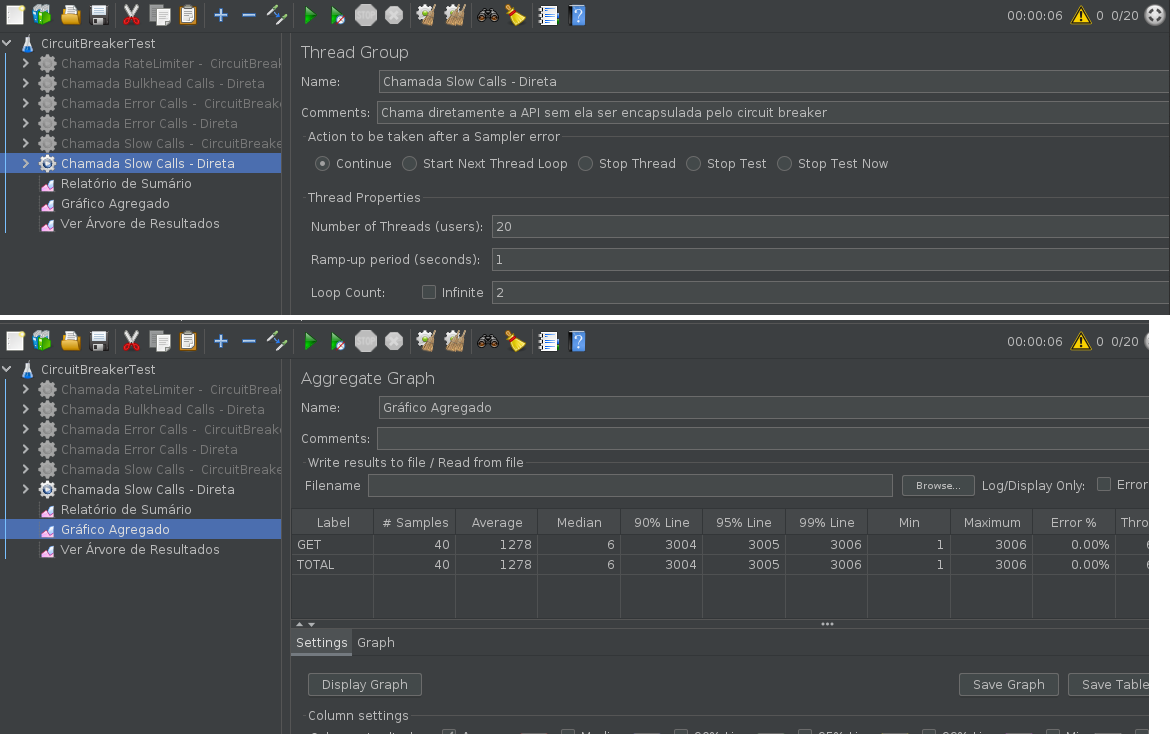 00:00:06 0 0/20
CircuitBreakerTest
Chamada RateLimiter - CircuitBreak
Chamada Bulkhead Calls - Direta
Chamada Error Calls - CircuitBreake
Chamada Error Calls - Direta
Chamada Slow Calls - CircuitBreake
Chamada Slow Calls - Direta
Relatório de Sumário
Gráfico Agregado
Ver Árvore de Resultados
Thread Group
Name: Chamada Slow Calls - Direta
Comments: Chama diretamente a API sem ela ser encapsulada pelo circuit breaker
Action to be taken after a Sampler error
Continue Start Next Thread Loop Stop Thread Stop Test Stop Test Now
Thread Properties
Number of Threads (users): 20
Ramp-up period (seconds): 1
Loop Count: Infinite 2
00:00:06 0 0/20
CircuitBreakerTest
Chamada RateLimiter - CircuitBreak
Chamada Bulkhead Calls - Direta
Chamada Error Calls - CircuitBreake
Chamada Error Calls - Direta
Chamada Slow Calls - CircuitBreake
Chamada Slow Calls - Direta
Relatório de Sumário
Gráfico Agregado
Ver Árvore de Resultados
Aggregate Graph
Name: Gráfico Agregado
Comments:
Write results to file / Read from file
Filename Browse... Log/Display Only: Error
Label # Samples Average Median 90% Line 95% Line 99% Line Min Maximum Error % Thro
GET 40 1278 6 3004 3005 3006 1 3006 0.00%
TOTAL 40 1278 6 3004 3005 3006 1 3006 0.00%
Settings Graph
Display Graph Save Graph Save Table
Column settings